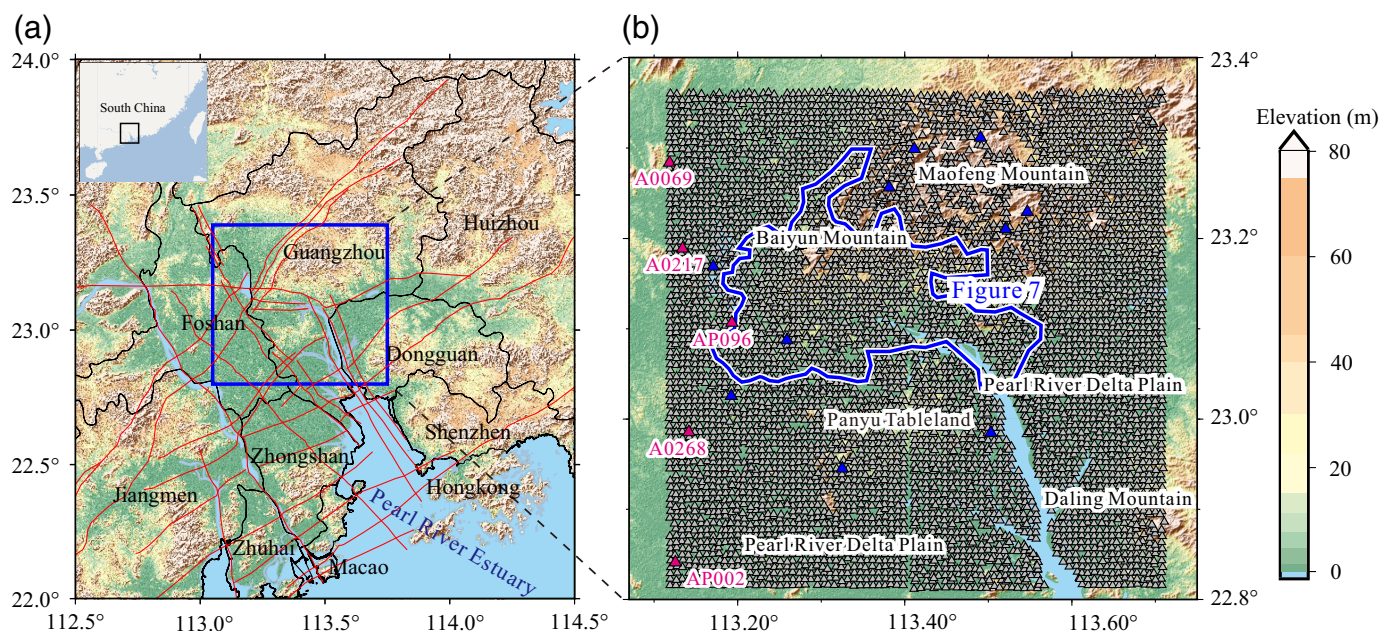 (a)
(b)
24.0°
23.5°
23.0°
22.5°
22.0°
112.5°
113.0°
113.5°
114.0°
114.5°
South China
Huizhou
Guangzhou
Foshan
Dongguan
Shenzhen
Zhongshan
Jiangmen
Hongkong
Pearl River Estuary
Zhuhai
Macao
23.4°
23.2°
23.0°
22.8°
113.20°
113.40°
113.60°
A0069
Maofeng Mountain
Baiyun Mountain
A0217
Figure 7
AP096
Pearl River Delta Plain
Panyu Tableland
A0268
Daling Mountain
Pearl River Delta Plain
AP002
Elevation (m)
80
60
40
20
0